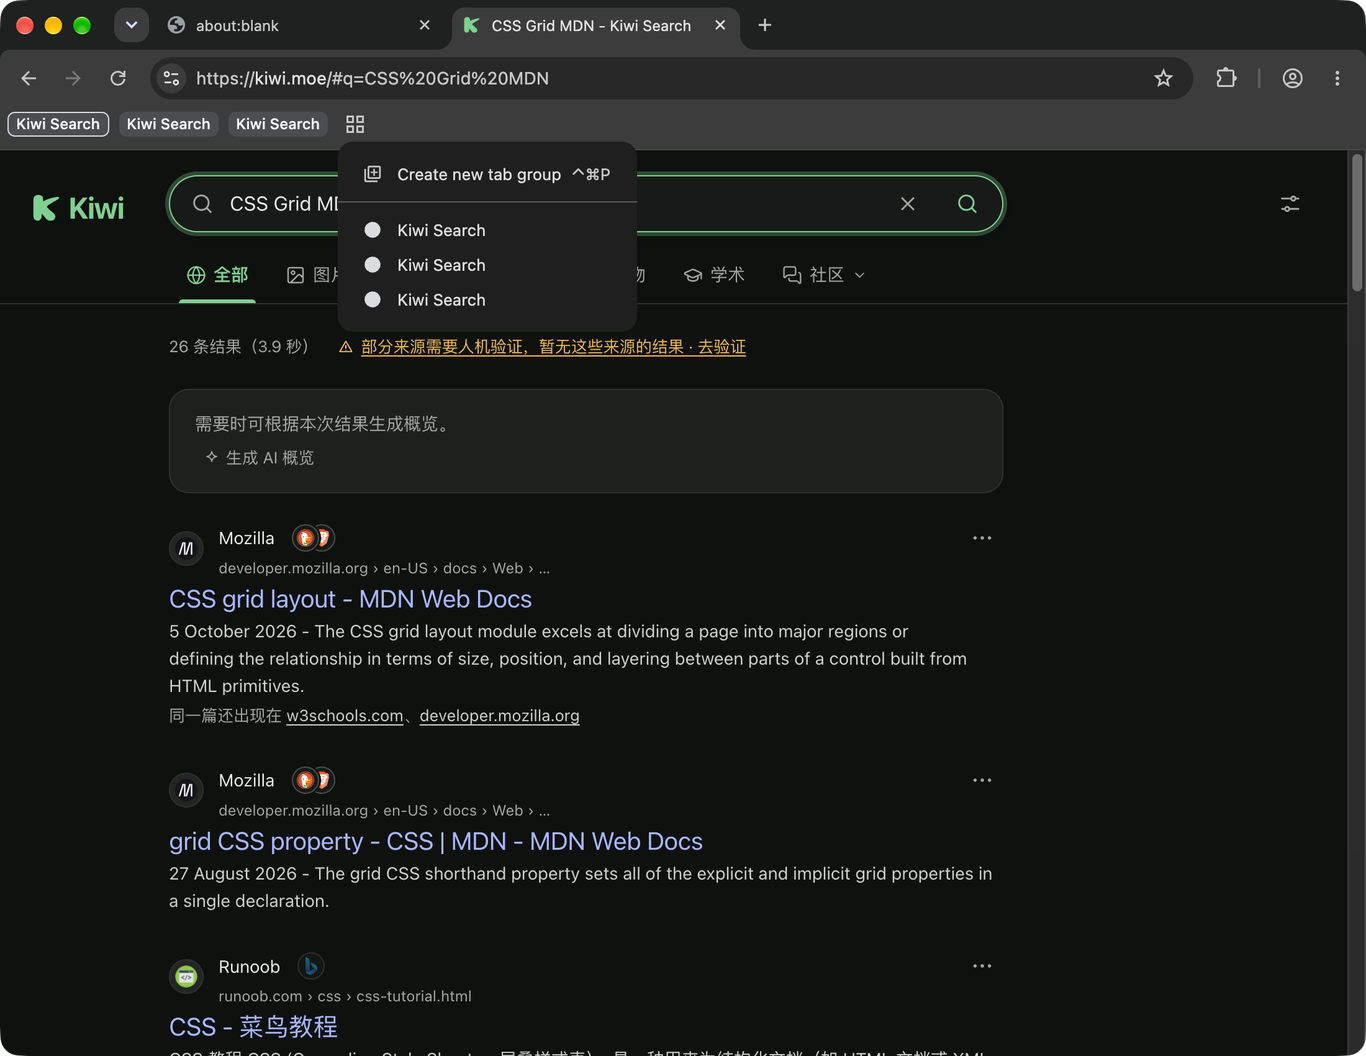 about:blank
CSS Grid MDN - Kiwi Search
https://kiwi.moe/#q=CSS%20Grid%20MDN
Kiwi Search
Kiwi Search
Kiwi Search
Create new tab group ^⌘P
Kiwi Search
Kiwi Search
Kiwi Search
Kiwi
CSS Grid
全部
学术
社区
26 条结果（3.9 秒）
部分来源需要人机验证，暂无这些来源的结果 · 去验证
需要时可根据本次结果生成概览。
生成 AI 概览
Mozilla
developer.mozilla.org › en-US › docs › Web › ...
CSS grid layout - MDN Web Docs
5 October 2026 - The CSS grid layout module excels at dividing a page into major regions or
defining the relationship in terms of size, position, and layering between parts of a control built from
HTML primitives.
同一篇还出现在 w3schools.com、developer.mozilla.org
Mozilla
developer.mozilla.org › en-US › docs › Web › ...
grid CSS property - CSS | MDN - MDN Web Docs
27 August 2026 - The grid CSS shorthand property sets all of the explicit and implicit grid properties in
a single declaration.
Runoob
runoob.com › css › css-tutorial.html
CSS - 菜鸟教程